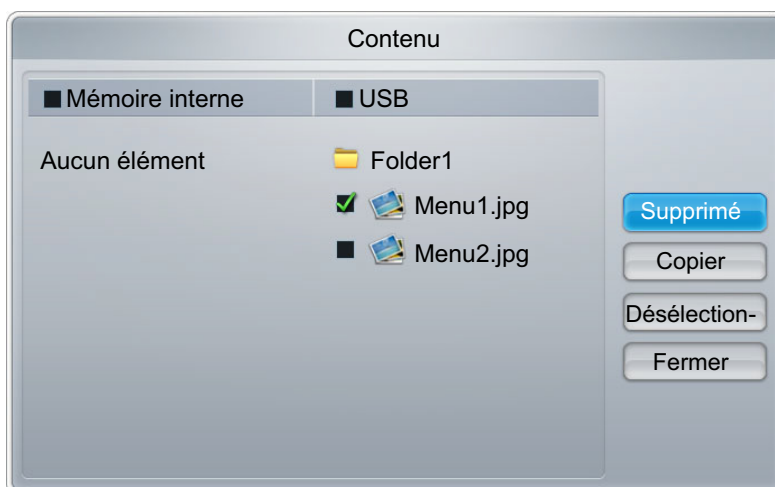 Contenu
Mémoire interne
USB
Aucun élément
Folder1
Menu1.jpg
Menu2.jpg
Supprimé
Copier
Désélection-
Fermer